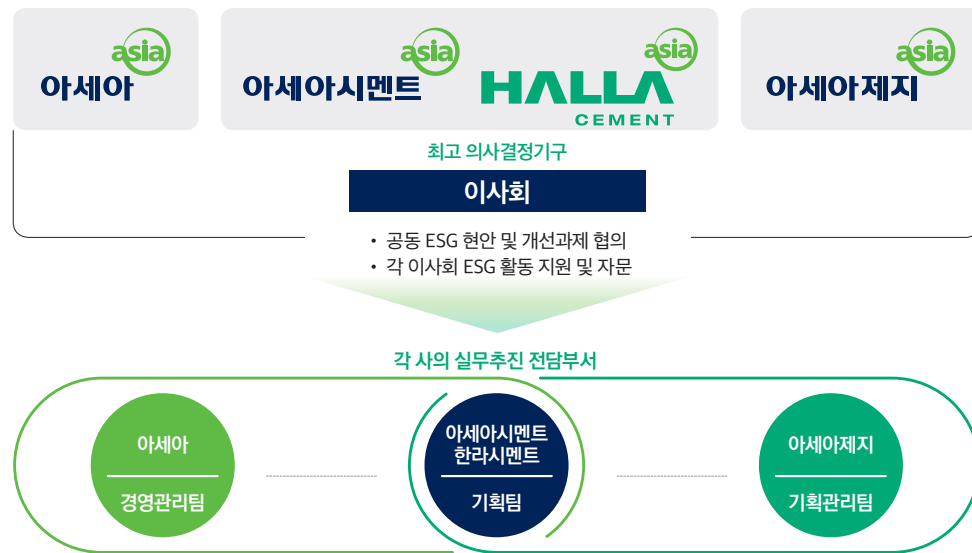 asia
아세아
asia
아세아시멘트
asia
HALLA
CEMENT
asia
아세아제지
최고 의사결정기구
이사회
• 공동 ESG 현안 및 개선과제 협의
• 각 이사회 ESG 활동 지원 및 자문
각 사의 실무추진 전담부서
아세아
경영관리팀
아세아시멘트
한라시멘트
기획팀
아세아제지
기획관리팀